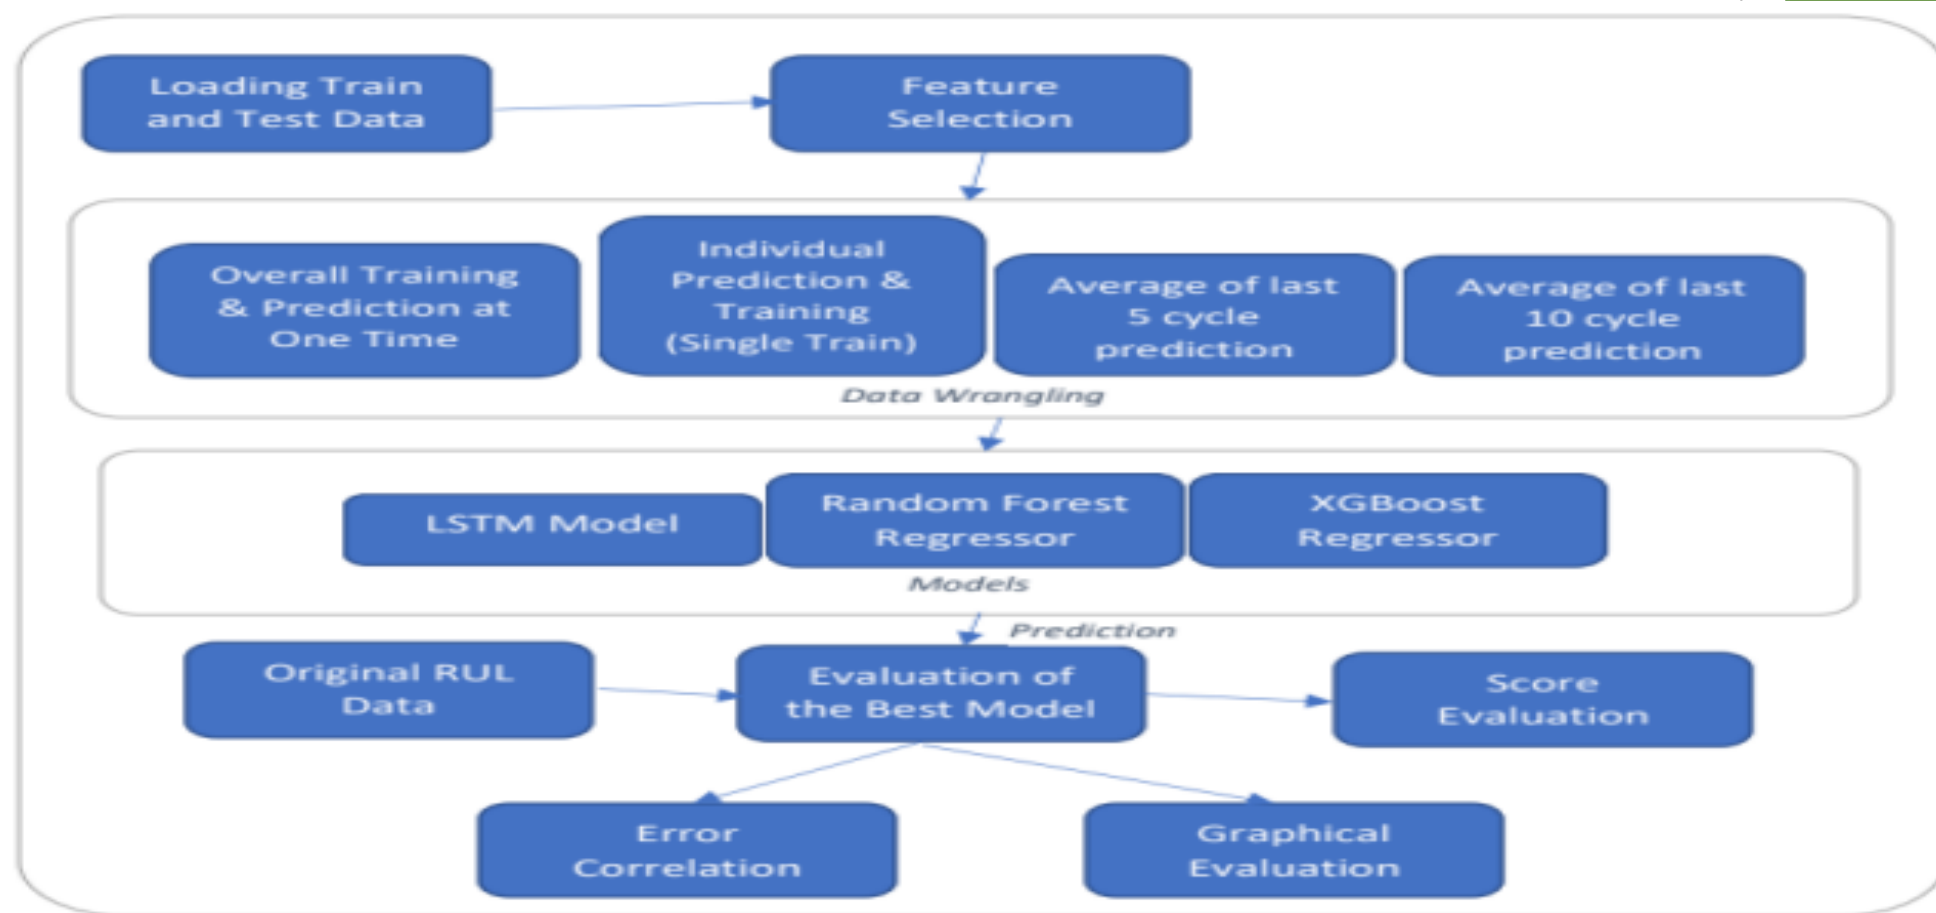 Loading Train
and Test Data
Feature
Selection
Overall Training
& Prediction at
One Time
Individual
Prediction &
Training
(Single Train)
Average of last
5 cycle
prediction
Average of last
10 cycle
prediction
Data Wrangling
LSTM Model
Random Forest
Regressor
XGBoost
Regressor
Models
Prediction
Original RUL
Data
Evaluation of
the Best Model
Score
Evaluation
Error
Correlation
Graphical
Evaluation